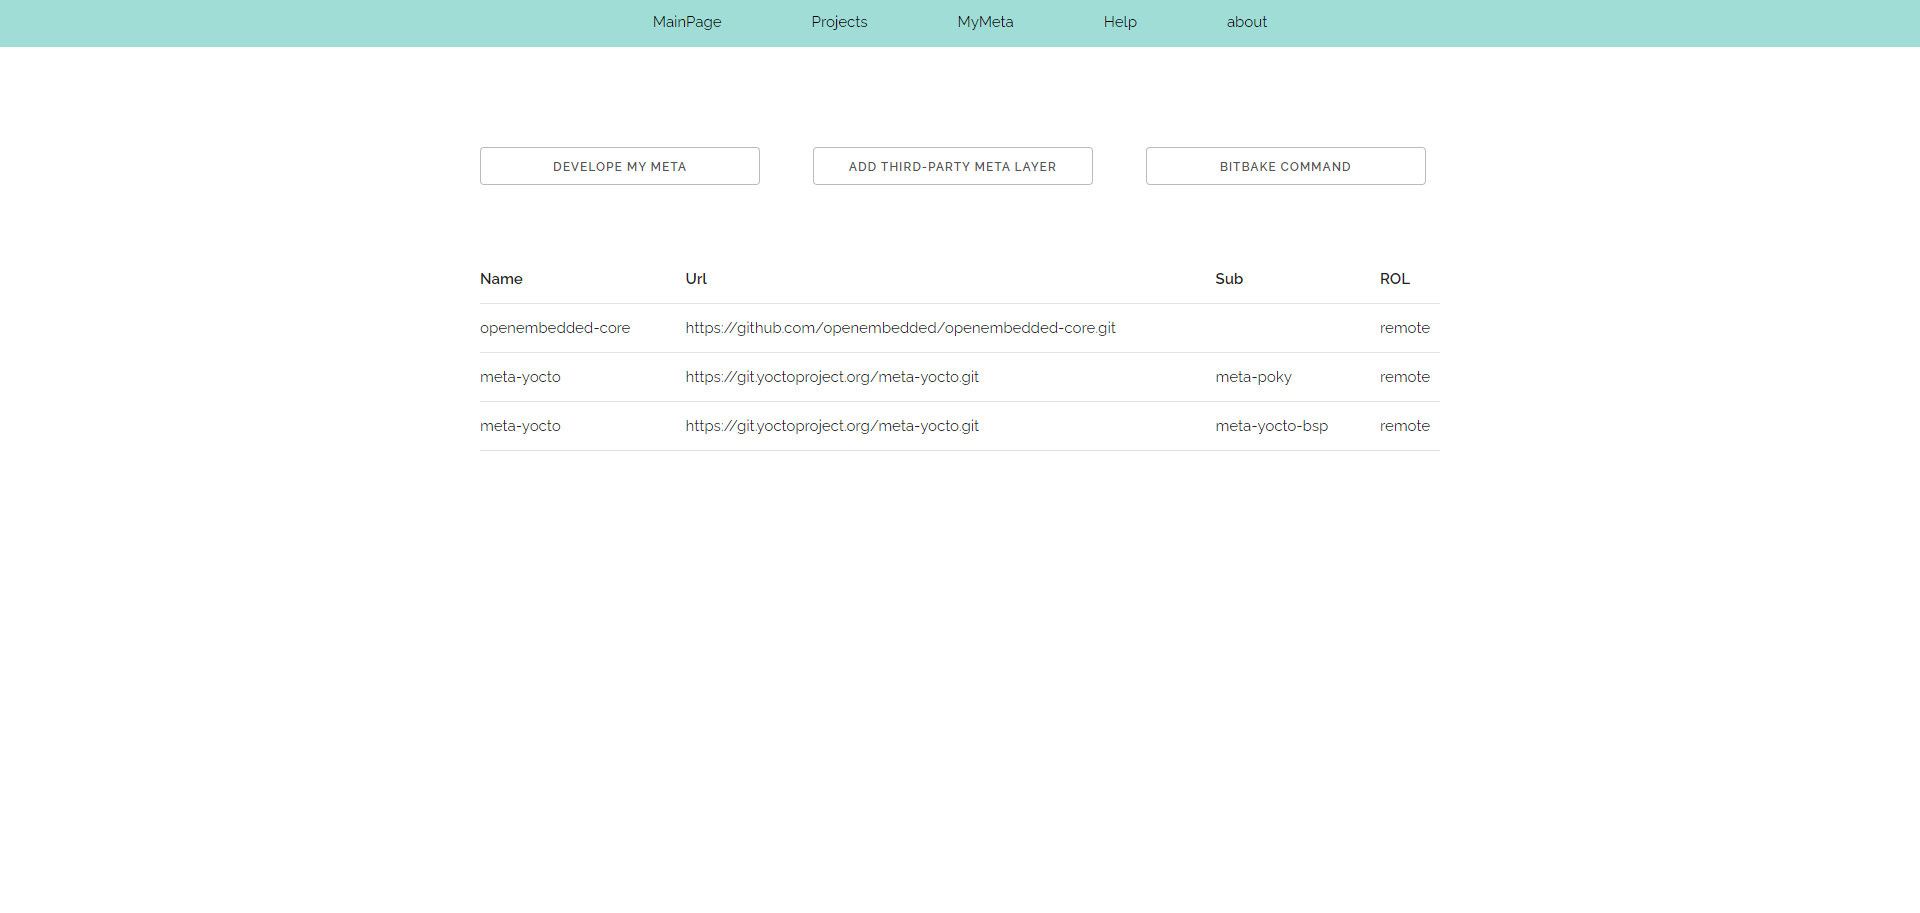 MainPage Projects MyMeta Help about
DEVELOPE MY META ADD THIRD-PARTY META LAYER BITBAKE COMMAND
Name Url Sub ROL
openembedded-core https://github.com/openembedded/openembedded-core.git remote
meta-yocto https://git.yoctoproject.org/meta-yocto.git meta-poky remote
meta-yocto https://git.yoctoproject.org/meta-yocto.git meta-yocto-bsp remote